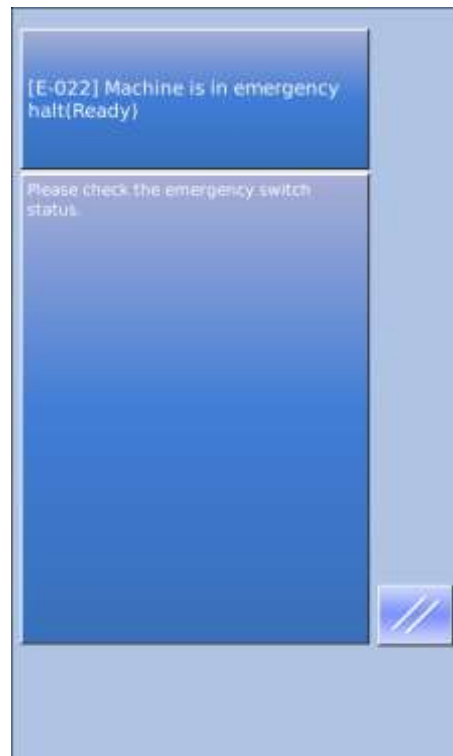 [E-022] Machine is in emergency
halt(Ready)
Please check the emergency switch
status.